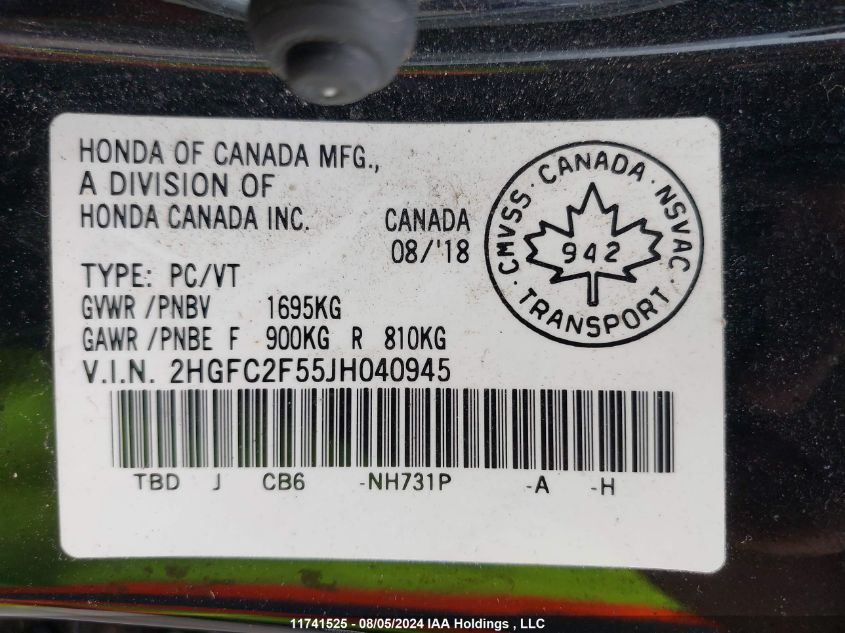 HONDA OF CANADA MFG.,
A DIVISION OF
HONDA CANADA INC. CANADA
08/'18
CMVSS · CANADA · NSVAC
942
· TRANSPORT ·
TYPE: PC/VT
GVWR /PNBV 1695KG
GAWR /PNBE F 900KG R 810KG
V.I.N. 2HGFC2F55JH040945
TBD J CB6 -NH731P -A -H
11741525 - 08/05/2024 IAA Holdings , LLC